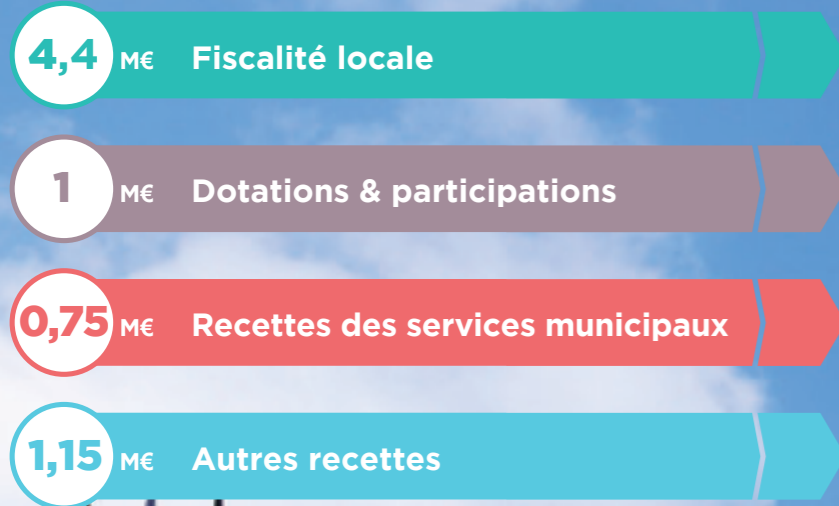 4,4 M€ Fiscalité locale
1 M€ Dotations & participations
0,75 M€ Recettes des services municipaux
1,15 M€ Autres recettes